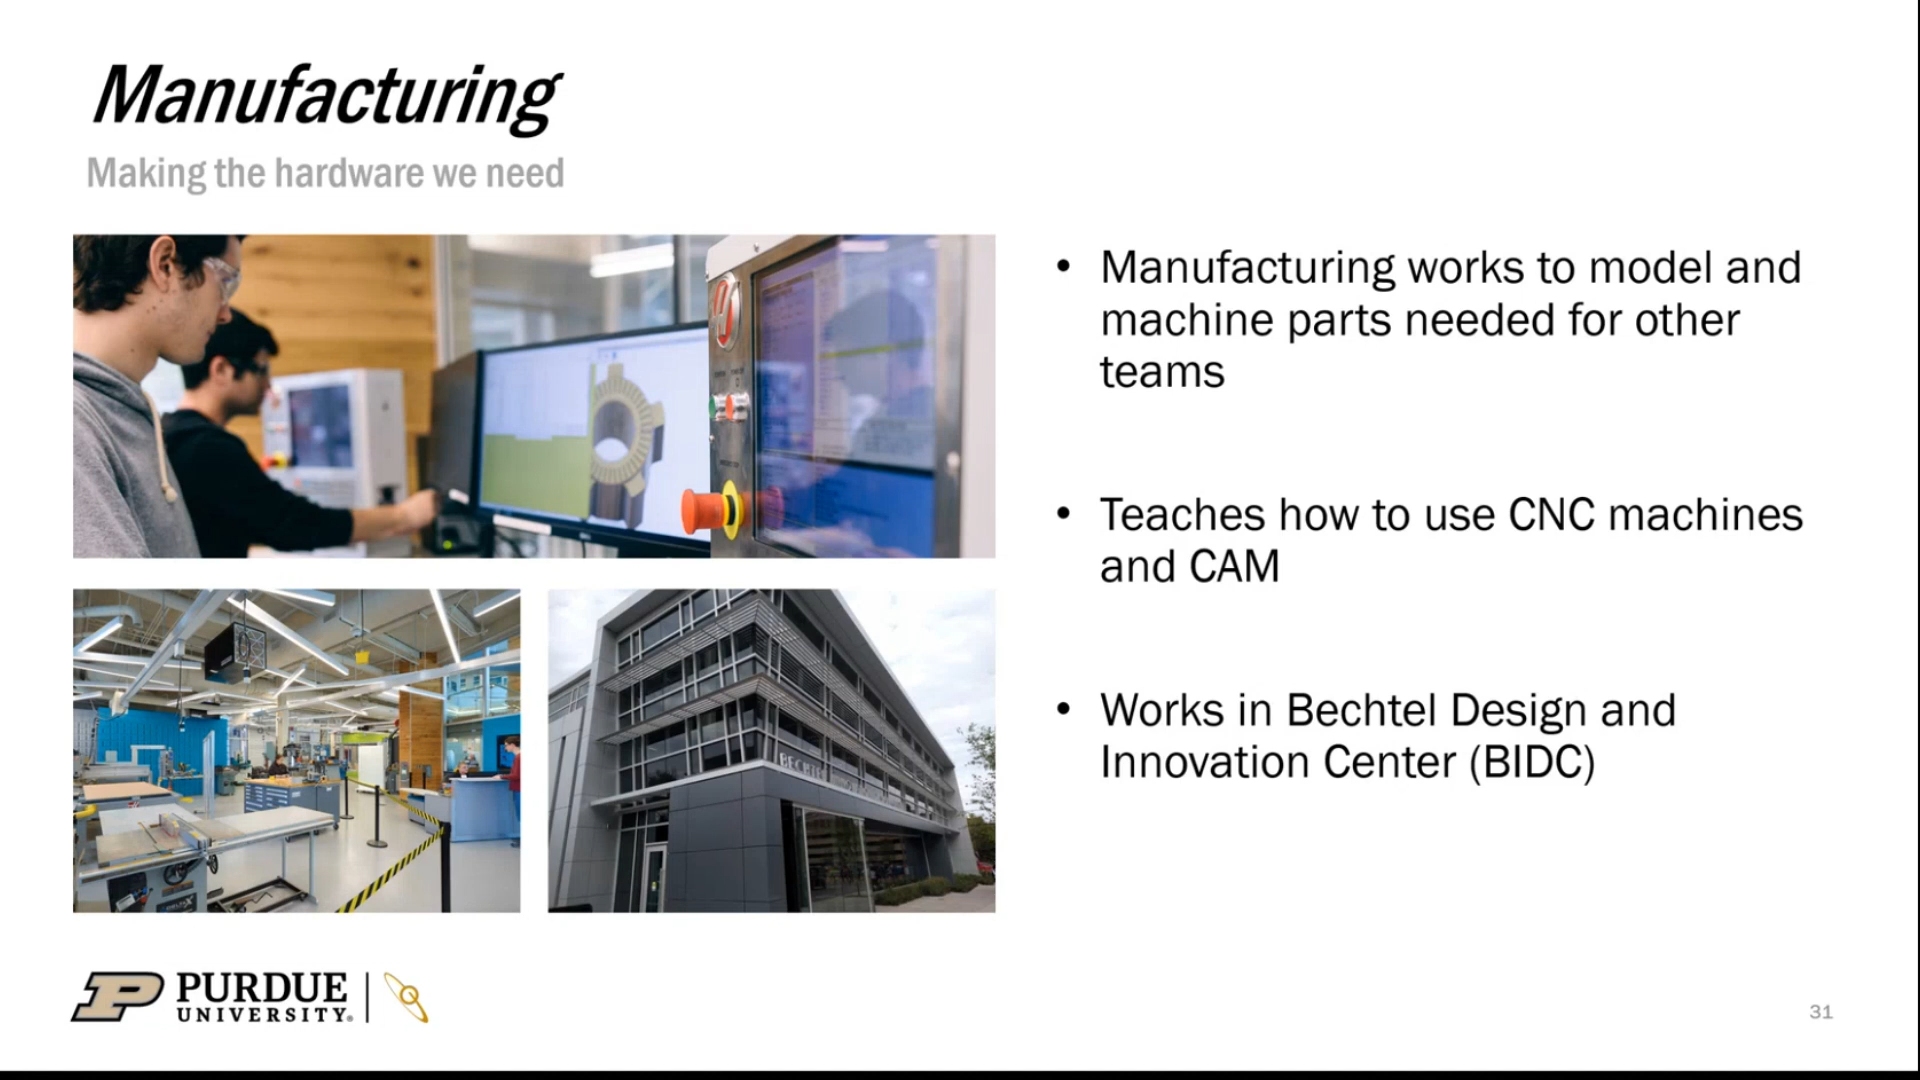 Manufacturing
Making the hardware we need
• Manufacturing works to model and
machine parts needed for other
teams
• Teaches how to use CNC machines
and CAM
• Works in Bechtel Design and
Innovation Center (BIDC)
PURDUE
UNIVERSITY®
31